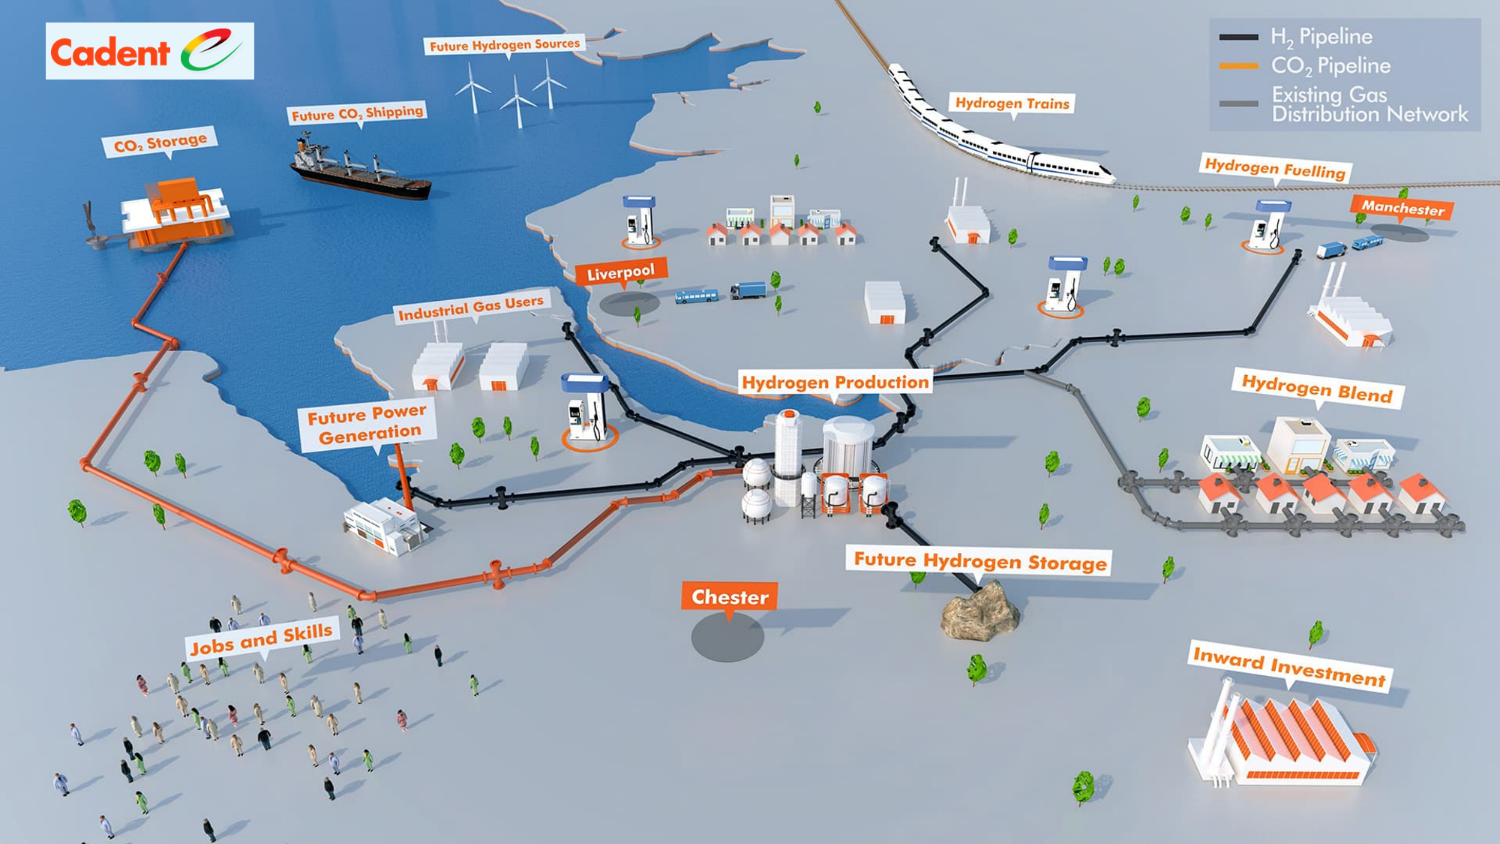 Cadent
Future Hydrogen Sources
H₂ Pipeline
CO₂ Pipeline
Existing Gas
Distribution Network
Future CO₂ Shipping
Hydrogen Trains
CO₂ Storage
Hydrogen Fuelling
Manchester
Liverpool
Industrial Gas Users
Hydrogen Production
Hydrogen Blend
Future Power
Generation
Future Hydrogen Storage
Chester
Jobs and Skills
Inward Investment